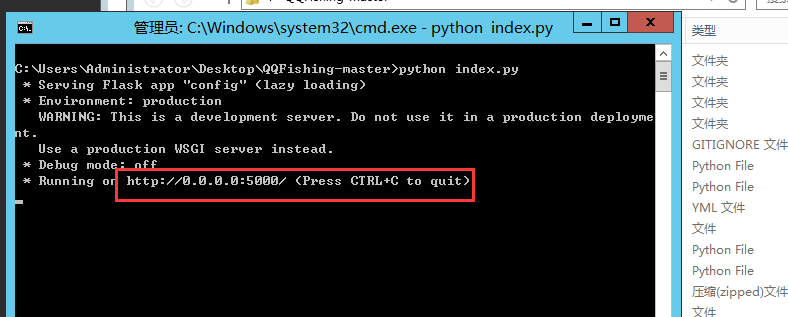 QQFishing-master
管理员: C:\Windows\system32\cmd.exe - python index.py
C:\Users\Administrator\Desktop\QQFishing-master>python index.py
* Serving Flask app "config" (lazy loading)
* Environment: production
WARNING: This is a development server. Do not use it in a production deployme
nt.
Use a production WSGI server instead.
* Debug mode: off
* Running on http://0.0.0.0:5000/ (Press CTRL+C to quit)
类型
文件夹
文件夹
文件夹
文件夹
GITIGNORE 文件
Python File
Python File
YML 文件
文件
Python File
Python File
压缩(zipped)文件
文件